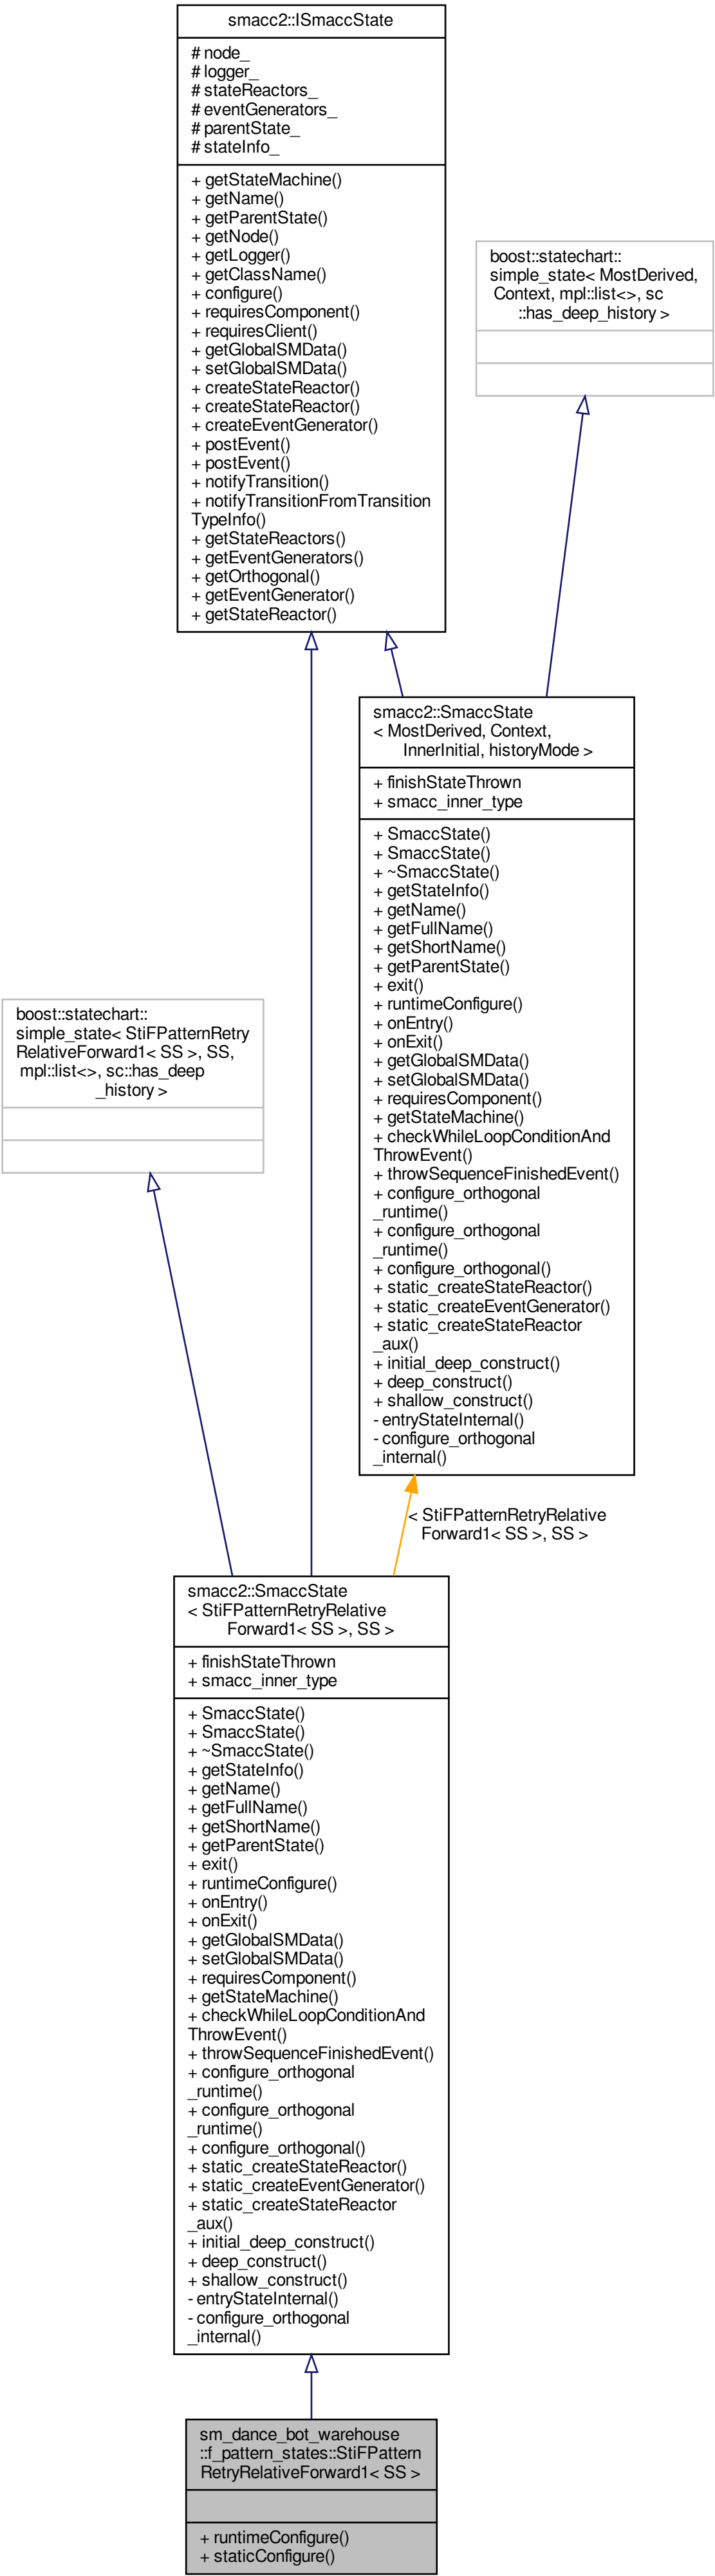 smacc2::ISmaccState
# node_
# logger_
# stateReactors_
# eventGenerators_
# parentState_
# stateInfo_
+ getStateMachine()
+ getName()
+ getParentState()
+ getNode()
+ getLogger()
+ getClassName()
+ configure()
+ requiresComponent()
+ requiresClient()
+ getGlobalSMData()
+ setGlobalSMData()
+ createStateReactor()
+ createStateReactor()
+ createEventGenerator()
+ postEvent()
+ postEvent()
+ notifyTransition()
+ notifyTransitionFromTransition
TypeInfo()
+ getStateReactors()
+ getEventGenerators()
+ getOrthogonal()
+ getEventGenerator()
+ getStateReactor()
boost::statechart::
simple_state< MostDerived,
Context, mpl::list<>, sc
::has_deep_history >
smacc2::SmaccState
< MostDerived, Context,
InnerInitial, historyMode >
+ finishStateThrown
+ smacc_inner_type
+ SmaccState()
+ SmaccState()
+ ~SmaccState()
+ getStateInfo()
+ getName()
+ getFullName()
+ getShortName()
+ getParentState()
+ exit()
+ runtimeConfigure()
+ onEntry()
+ onExit()
+ getGlobalSMData()
+ setGlobalSMData()
+ requiresComponent()
+ getStateMachine()
+ checkWhileLoopConditionAnd
ThrowEvent()
+ throwSequenceFinishedEvent()
+ configure_orthogonal
_runtime()
+ configure_orthogonal
_runtime()
+ configure_orthogonal()
+ static_createStateReactor()
+ static_createEventGenerator()
+ static_createStateReactor
_aux()
+ initial_deep_construct()
+ deep_construct()
+ shallow_construct()
- entryStateInternal()
- configure_orthogonal
_internal()
boost::statechart::
simple_state< StiFPatternRetry
RelativeForward1< SS >, SS,
mpl::list<>, sc::has_deep
_history >
< StiFPatternRetryRelative
Forward1< SS >, SS >
smacc2::SmaccState
< StiFPatternRetryRelative
Forward1< SS >, SS >
+ finishStateThrown
+ smacc_inner_type
+ SmaccState()
+ SmaccState()
+ ~SmaccState()
+ getStateInfo()
+ getName()
+ getFullName()
+ getShortName()
+ getParentState()
+ exit()
+ runtimeConfigure()
+ onEntry()
+ onExit()
+ getGlobalSMData()
+ setGlobalSMData()
+ requiresComponent()
+ getStateMachine()
+ checkWhileLoopConditionAnd
ThrowEvent()
+ throwSequenceFinishedEvent()
+ configure_orthogonal
_runtime()
+ configure_orthogonal
_runtime()
+ configure_orthogonal()
+ static_createStateReactor()
+ static_createEventGenerator()
+ static_createStateReactor
_aux()
+ initial_deep_construct()
+ deep_construct()
+ shallow_construct()
- entryStateInternal()
- configure_orthogonal
_internal()
sm_dance_bot_warehouse
::f_pattern_states::StiFPattern
RetryRelativeForward1< SS >
+ runtimeConfigure()
+ staticConfigure()